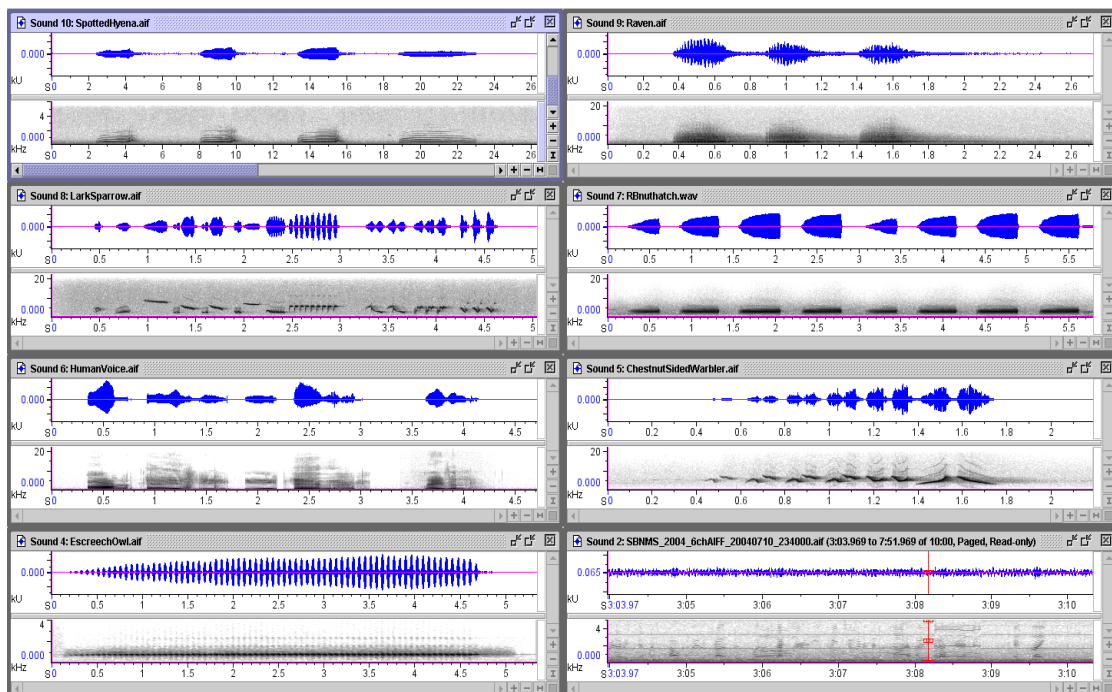 Sound 10: SpottedHyena.aif
0.000
kU
S0 2 4 6 8 10 12 14 16 18 20 22 24 26
4
0.000
kHz
S0 2 4 6 8 10 12 14 16 18 20 22 24 26
Sound 9: Raven.aif
0.000
kU
S0 0.2 0.4 0.6 0.8 1 1.2 1.4 1.6 1.8 2 2.2 2.4 2.6
20
0.000
kHz
S0 0.2 0.4 0.6 0.8 1 1.2 1.4 1.6 1.8 2 2.2 2.4 2.6
Sound 8: LarkSparrow.aif
0.000
kU
S0 0.5 1 1.5 2 2.5 3 3.5 4 4.5 5
20
0.000
kHz
S0 0.5 1 1.5 2 2.5 3 3.5 4 4.5 5
Sound 7: RBnuthatch.wav
0.000
kU
S0 0.5 1 1.5 2 2.5 3 3.5 4 4.5 5 5.5
20
0.000
kHz
S0 0.5 1 1.5 2 2.5 3 3.5 4 4.5 5 5.5
Sound 6: HumanVoice.aif
0.000
kU
S0 0.5 1 1.5 2 2.5 3 3.5 4 4.5
20
0.000
kHz
S0 0.5 1 1.5 2 2.5 3 3.5 4 4.5
Sound 5: ChestnutSidedWarbler.aif
0.000
kU
S0 0.2 0.4 0.6 0.8 1 1.2 1.4 1.6 1.8 2
20
0.000
kHz
S0 0.2 0.4 0.6 0.8 1 1.2 1.4 1.6 1.8 2
Sound 4: EscreechOwl.aif
0.000
kU
S0 0.5 1 1.5 2 2.5 3 3.5 4 4.5 5
4
0.000
kHz
S0 0.5 1 1.5 2 2.5 3 3.5 4 4.5 5
Sound 2: SBNMS_2004_6chAIFF_20040710_234000.aif (3:03.969 to 7:51.969 of 10:00, Paged, Read-only)
0.065
kU
S3:03.97 3:05 3:06 3:07 3:08 3:09 3:10
4
0.000
kHz
S3:03.97 3:05 3:06 3:07 3:08 3:09 3:10